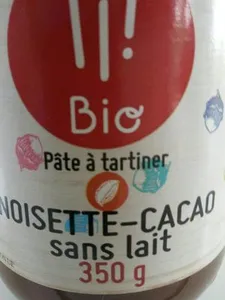 Bio
Pâte à tartiner
NOISETTE-CACAO
sans lait
350 g